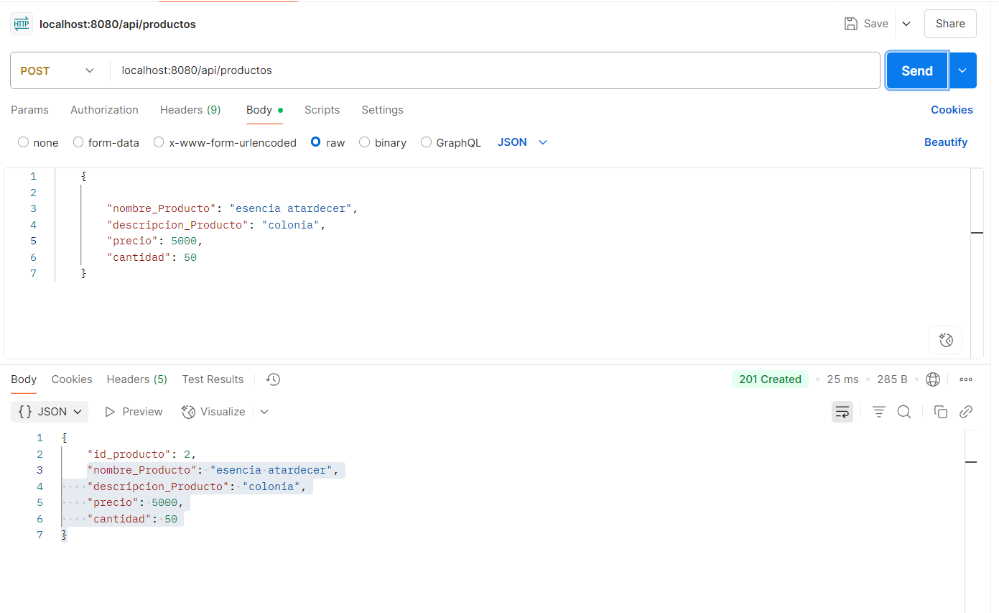 HTTP localhost:8080/api/productos Save Share
POST localhost:8080/api/productos Send
Params Authorization Headers (9) Body Scripts Settings Cookies
none form-data x-www-form-urlencoded raw binary GraphQL JSON Beautify
1 {
2
3 "nombre_Producto": "esencia atardecer",
4 "descripcion_Producto": "colonia",
5 "precio": 5000,
6 "cantidad": 50
7 }
Body Cookies Headers (5) Test Results 201 Created 25 ms 285 B
{} JSON Preview Visualize
1 {
2 "id_producto": 2,
3 "nombre_Producto": "esencia atardecer",
4 "descripcion_Producto": "colonia",
5 "precio": 5000,
6 "cantidad": 50
7 }